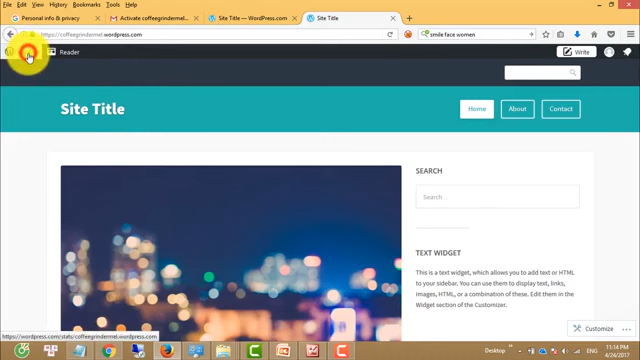 File Edit View History Bookmarks Tools Help
Personal info & privacy
Activate coffeegrindermel...
Site Title — WordPress.com
Site Title
https://coffeegrindermel.wordpress.com
smile face women
Reader
Write
Site Title
Home
About
Contact
SEARCH
Search …
TEXT WIDGET
This is a text widget, which allows you to add text or HTML
to your sidebar. You can use them to display text, links,
images, HTML, or a combination of these. Edit them in the
Widget section of the Customizer.
Customize
https://wordpress.com/stats/coffeegrindermel.wordpress.com
Desktop
ENG
11:14 PM
4/24/2017